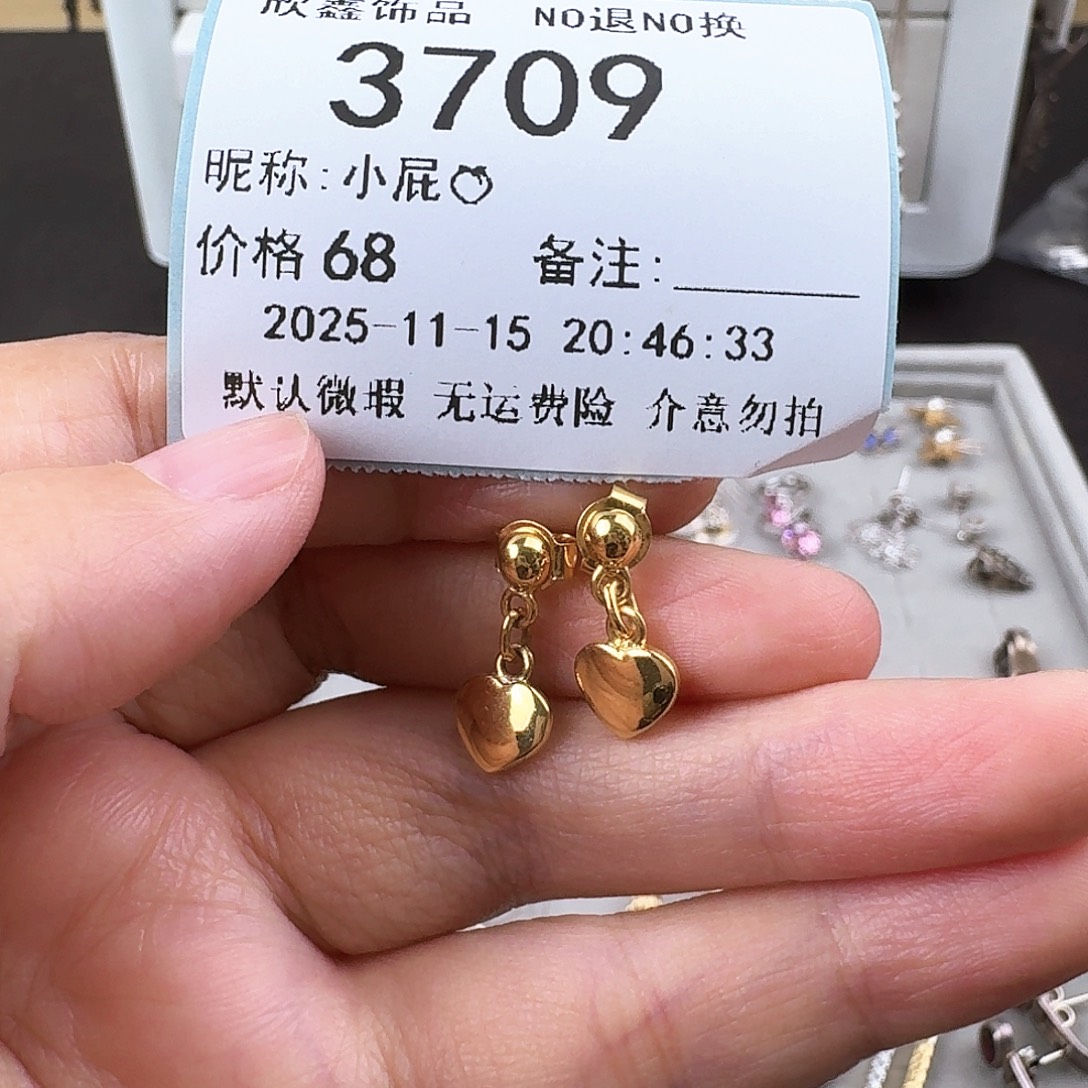 欣鑫饰品 NO退NO换
3709
昵称:小屁🍑
价格 68 备注:________
2025-11-15 20:46:33
默认微瑕 无运费险 介意勿拍